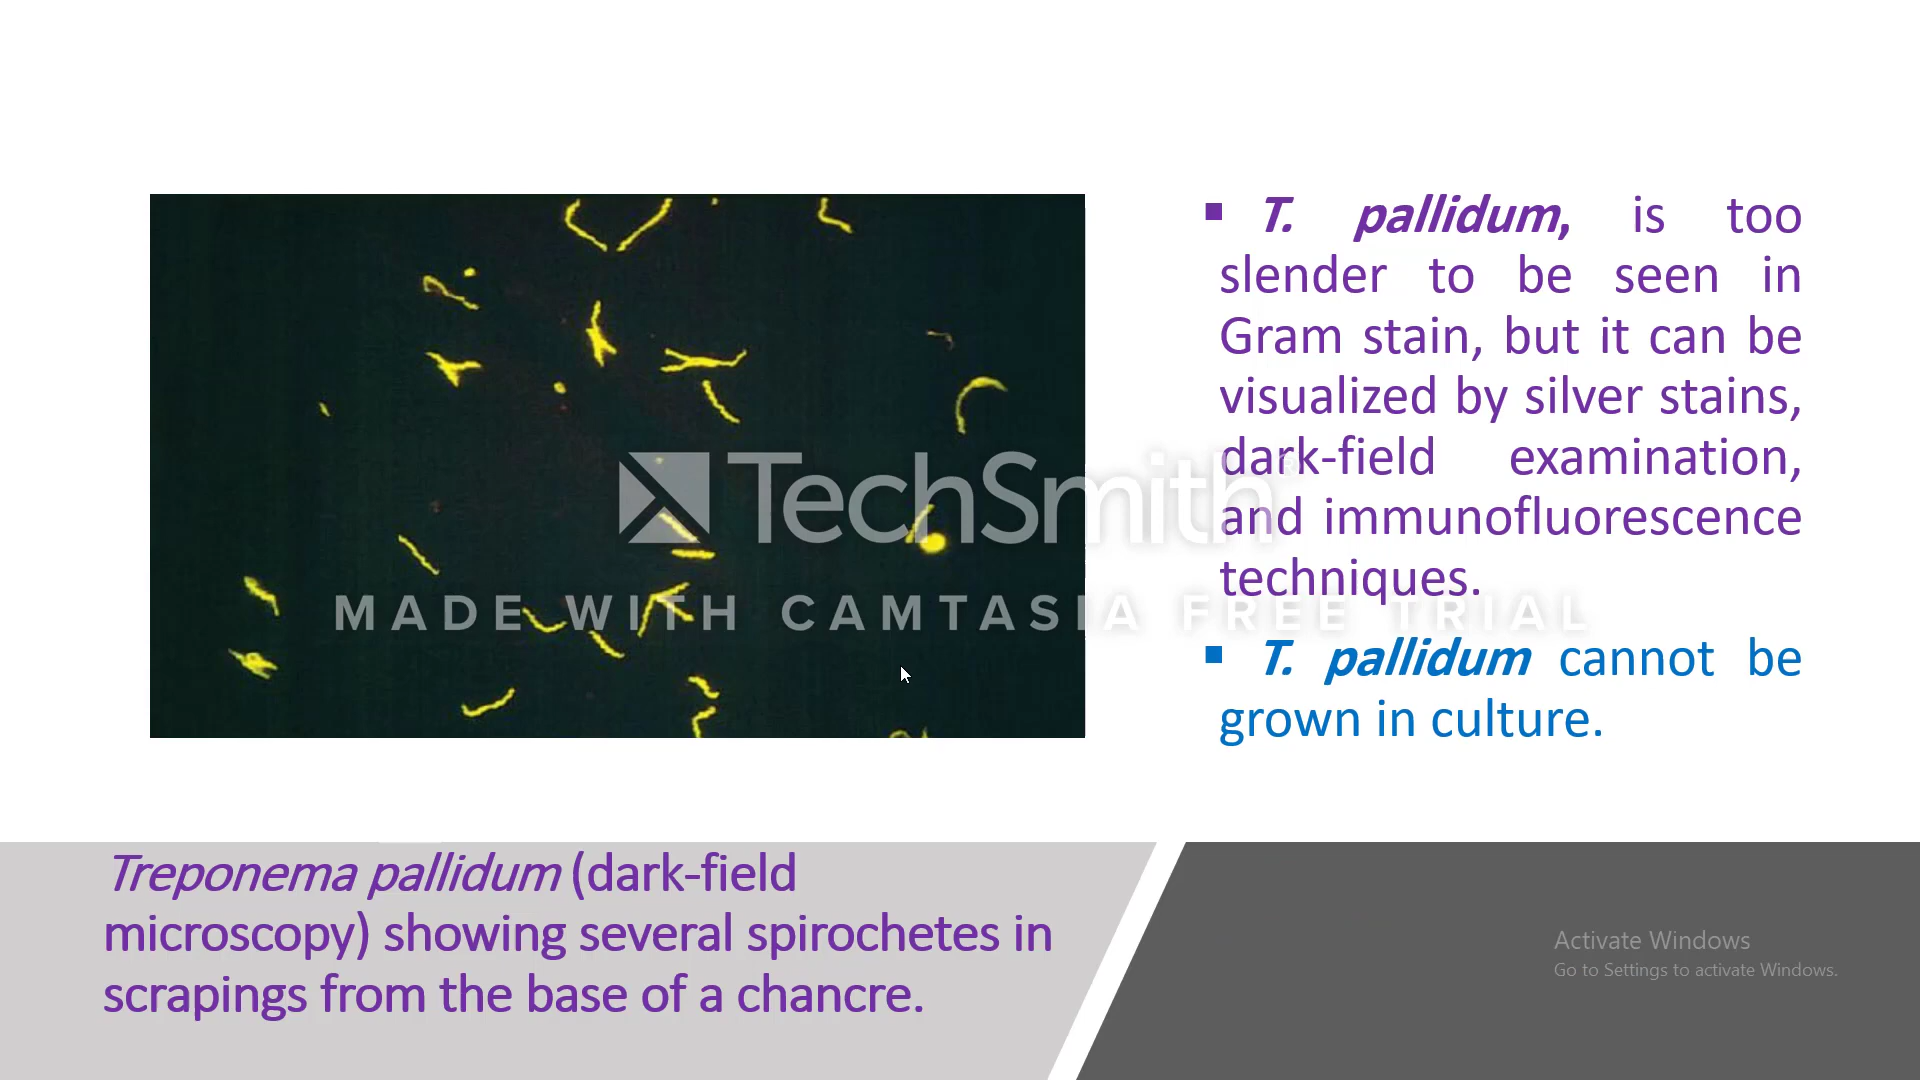 T. pallidum, is too
slender to be seen in
Gram stain, but it can be
visualized by silver stains,
dark-field examination,
and immunofluorescence
techniques.
T. pallidum cannot be
grown in culture.
TechSmith
MADE WITH CAMTASIA FREE TRIAL
Treponema pallidum (dark-field
microscopy) showing several spirochetes in
scrapings from the base of a chancre.
Activate Windows
Go to Settings to activate Windows.